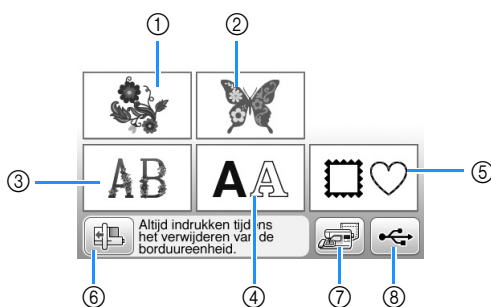 ① ②
③ AB AA ⑤
Altijd indrukken tijdens
het verwijderen van de
borduureenheid.
⑥ ④ ⑦ ⑧